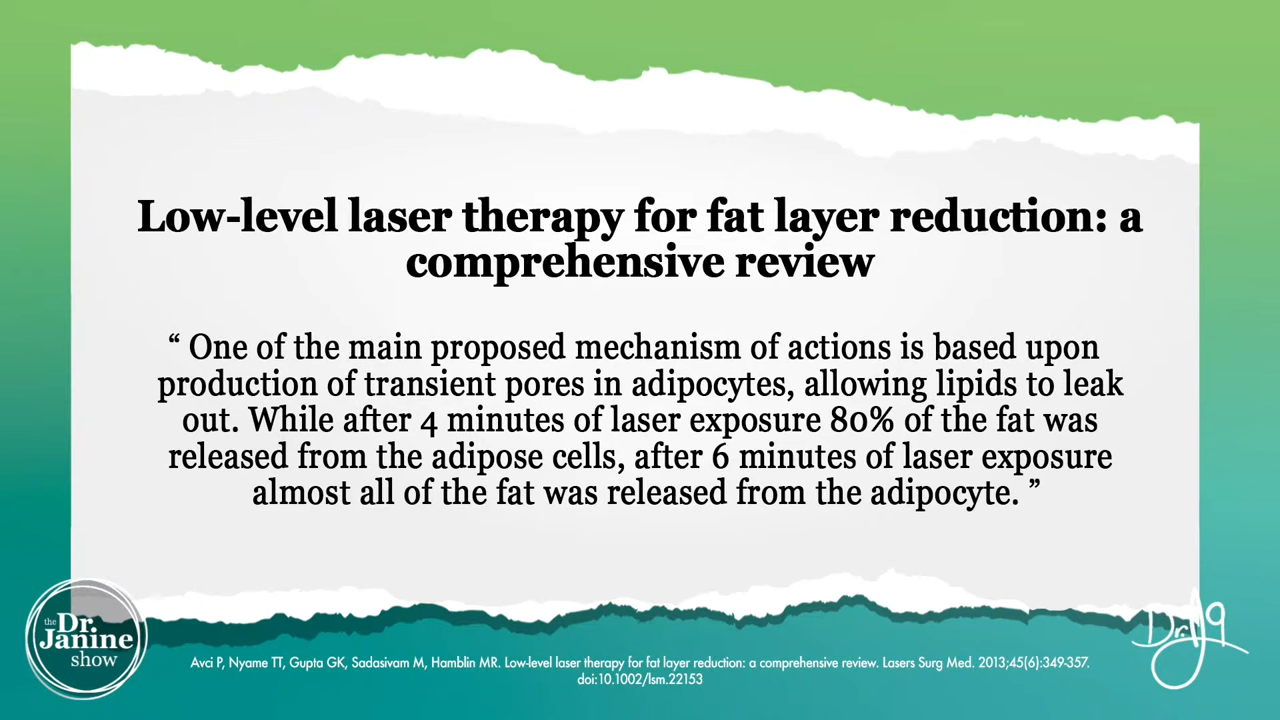 Low-level laser therapy for fat layer reduction: a
comprehensive review
“ One of the main proposed mechanism of actions is based upon
production of transient pores in adipocytes, allowing lipids to leak
out. While after 4 minutes of laser exposure 80% of the fat was
released from the adipose cells, after 6 minutes of laser exposure
almost all of the fat was released from the adipocyte. ”
the
Dr.
Janine
show
Avci P, Nyame TT, Gupta GK, Sadasivam M, Hamblin MR. Low-level laser therapy for fat layer reduction: a comprehensive review. Lasers Surg Med. 2013;45(6):349-357.
doi:10.1002/lsm.22153